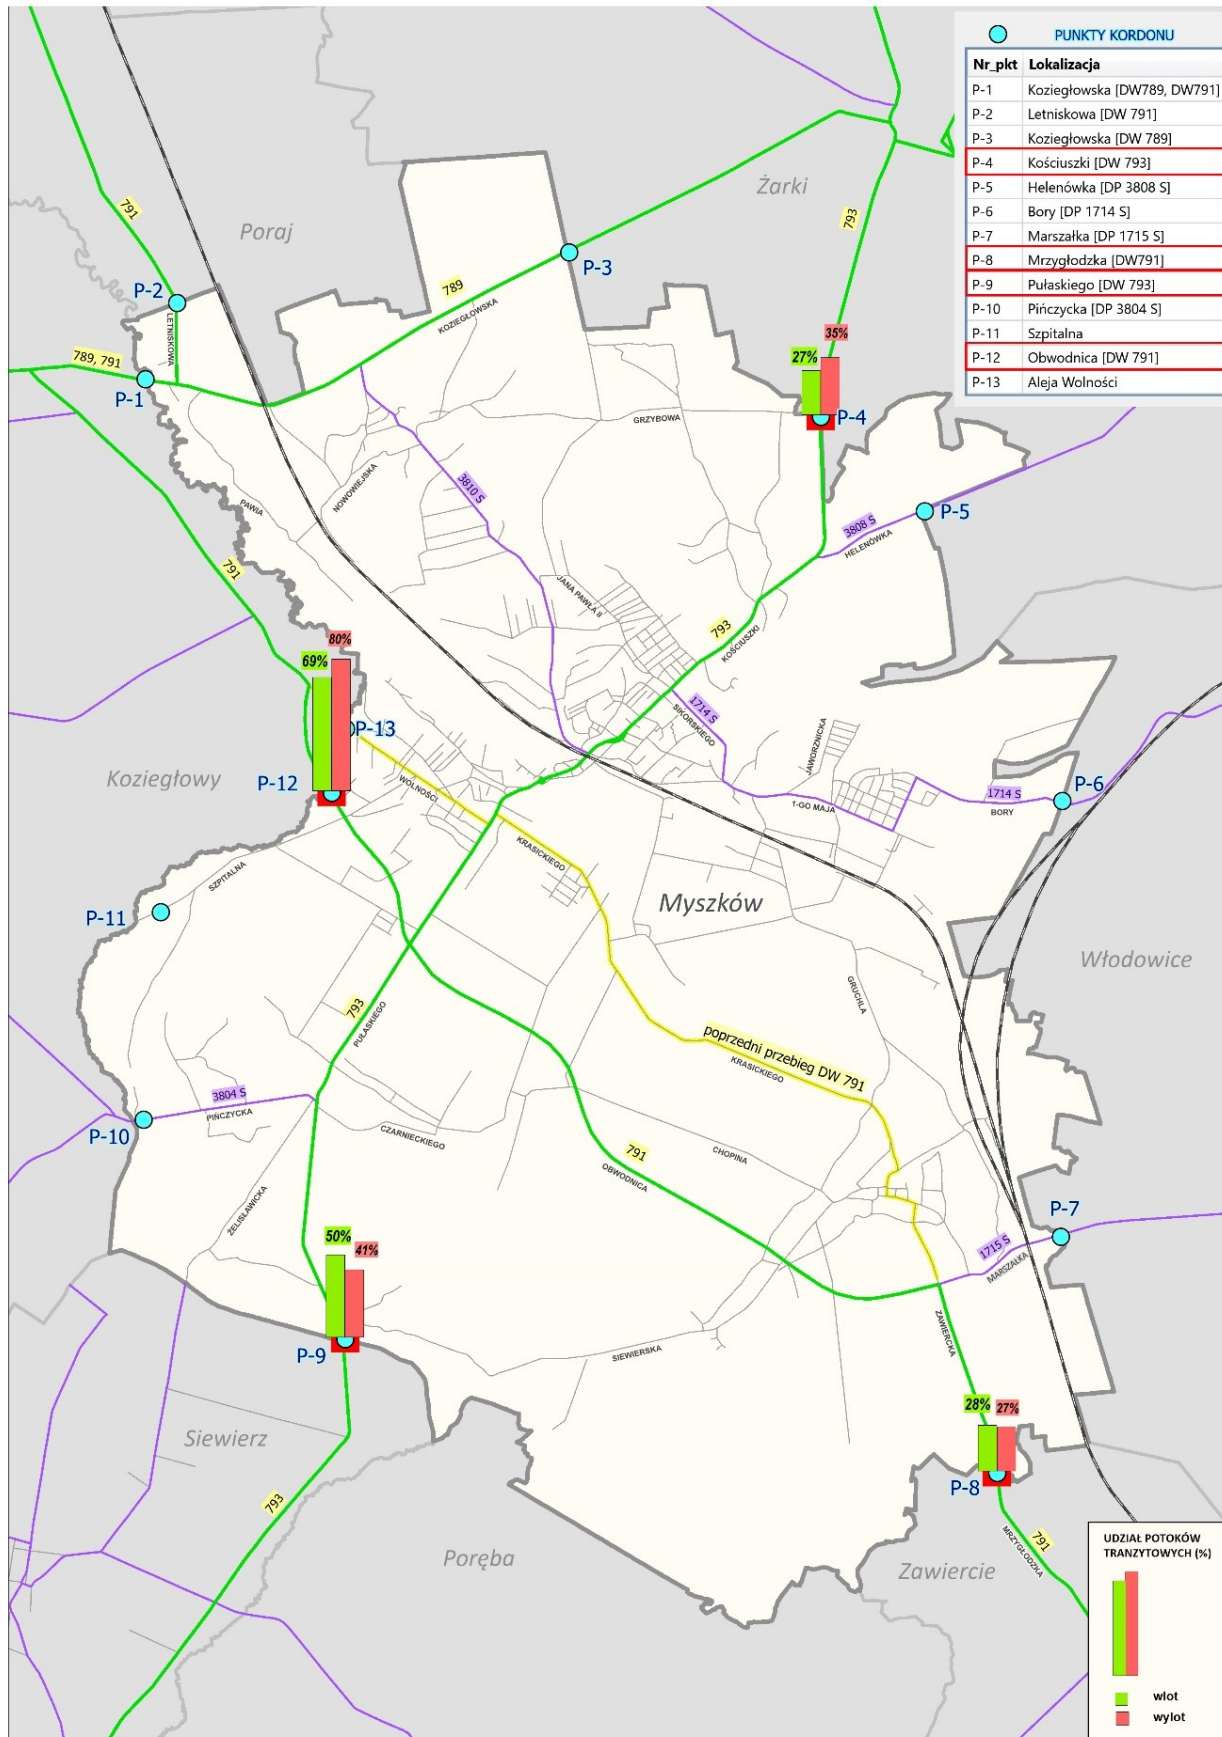 PUNKTY KORDONU
Nr_pkt Lokalizacja
P-1 Koziegłowska [DW789, DW791]
P-2 Letniskowa [DW 791]
P-3 Koziegłowska [DW 789]
P-4 Kościuszki [DW 793]
P-5 Helenówka [DP 3808 S]
P-6 Bory [DP 1714 S]
P-7 Marszałka [DP 1715 S]
P-8 Mrzygłodzka [DW791]
P-9 Pułaskiego [DW 793]
P-10 Pińczycka [DP 3804 S]
P-11 Szpitalna
P-12 Obwodnica [DW 791]
P-13 Aleja Wolności
Żarki
791
793
Poraj
P-3
P-2
789
KOZIEGŁOWSKA
LETNISKOWA
35%
27%
789, 791
P-1
P-4
GRZYBOWA
NOWOWIEJSKA
3810 S
PAWIA
P-5
3808 S
HELENÓWKA
791
JANA PAWŁA II
793
KOŚCIUSZKI
80%
69%
1714 S
SIKORSKIEGO
P-13
JAWORZNICKA
Koziegłowy
P-12
WOLNOŚCI
P-6
1714 S
BORY
1-GO MAJA
KRASICKIEGO
SZPITALNA
Myszków
P-11
Włodowice
GRUCHLA
793
PUŁASKIEGO
poprzedni przebieg DW 791
KRASICKIEGO
3804 S
PIŃCZYCKA
P-10
CZARNIECKIEGO
791
CHOPINA
OBWODNICA
ŻELISŁAWICKA
P-7
50%
41%
1715 S
MARSZAŁKA
ZAWIERCKA
P-9
SIEWIERSKA
28%
27%
Siewierz
P-8
793
791
MRZYGŁODZKA
Poręba
Zawiercie
UDZIAŁ POTOKÓW
TRANZYTOWYCH (%)
wlot
wylot